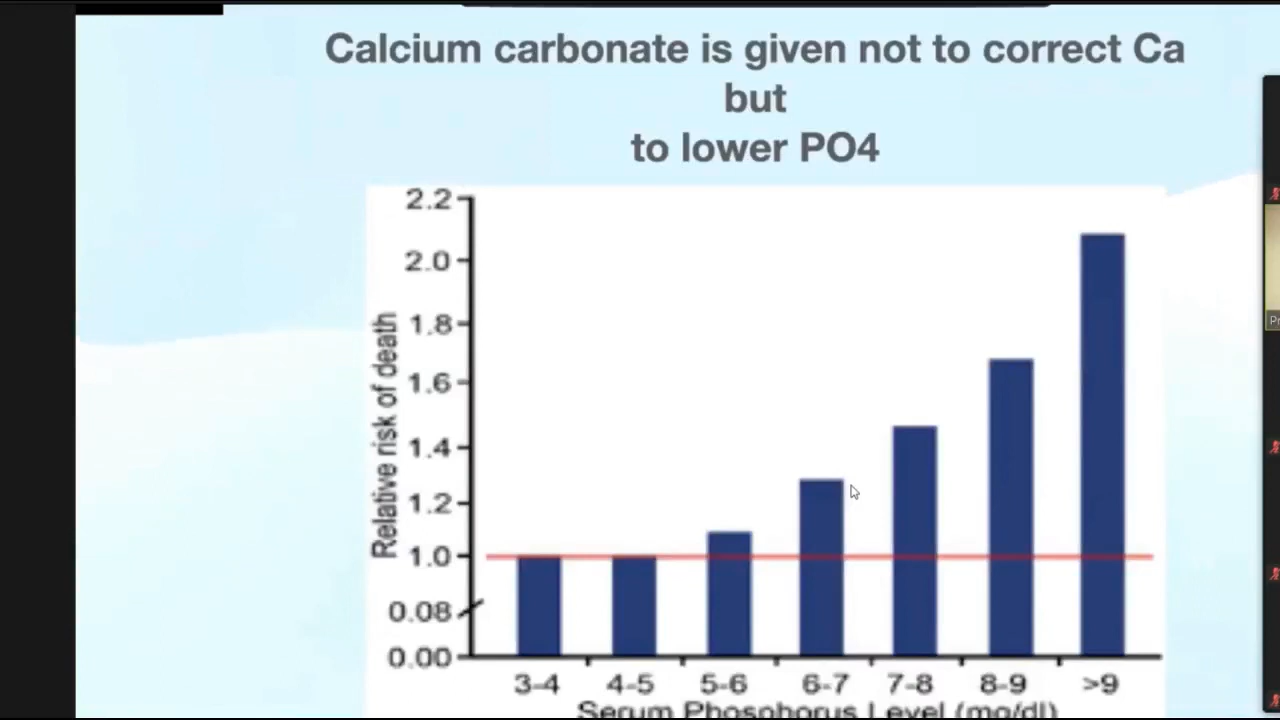 Calcium carbonate is given not to correct Ca
but
to lower PO4
2.2
2.0
1.8
1.6
1.4
1.2
1.0
0.08
0.00
Relative risk of death
3-4 4-5 5-6 6-7 7-8 8-9 >9
Serum Phosphorus Level (mg/dl)
Pr